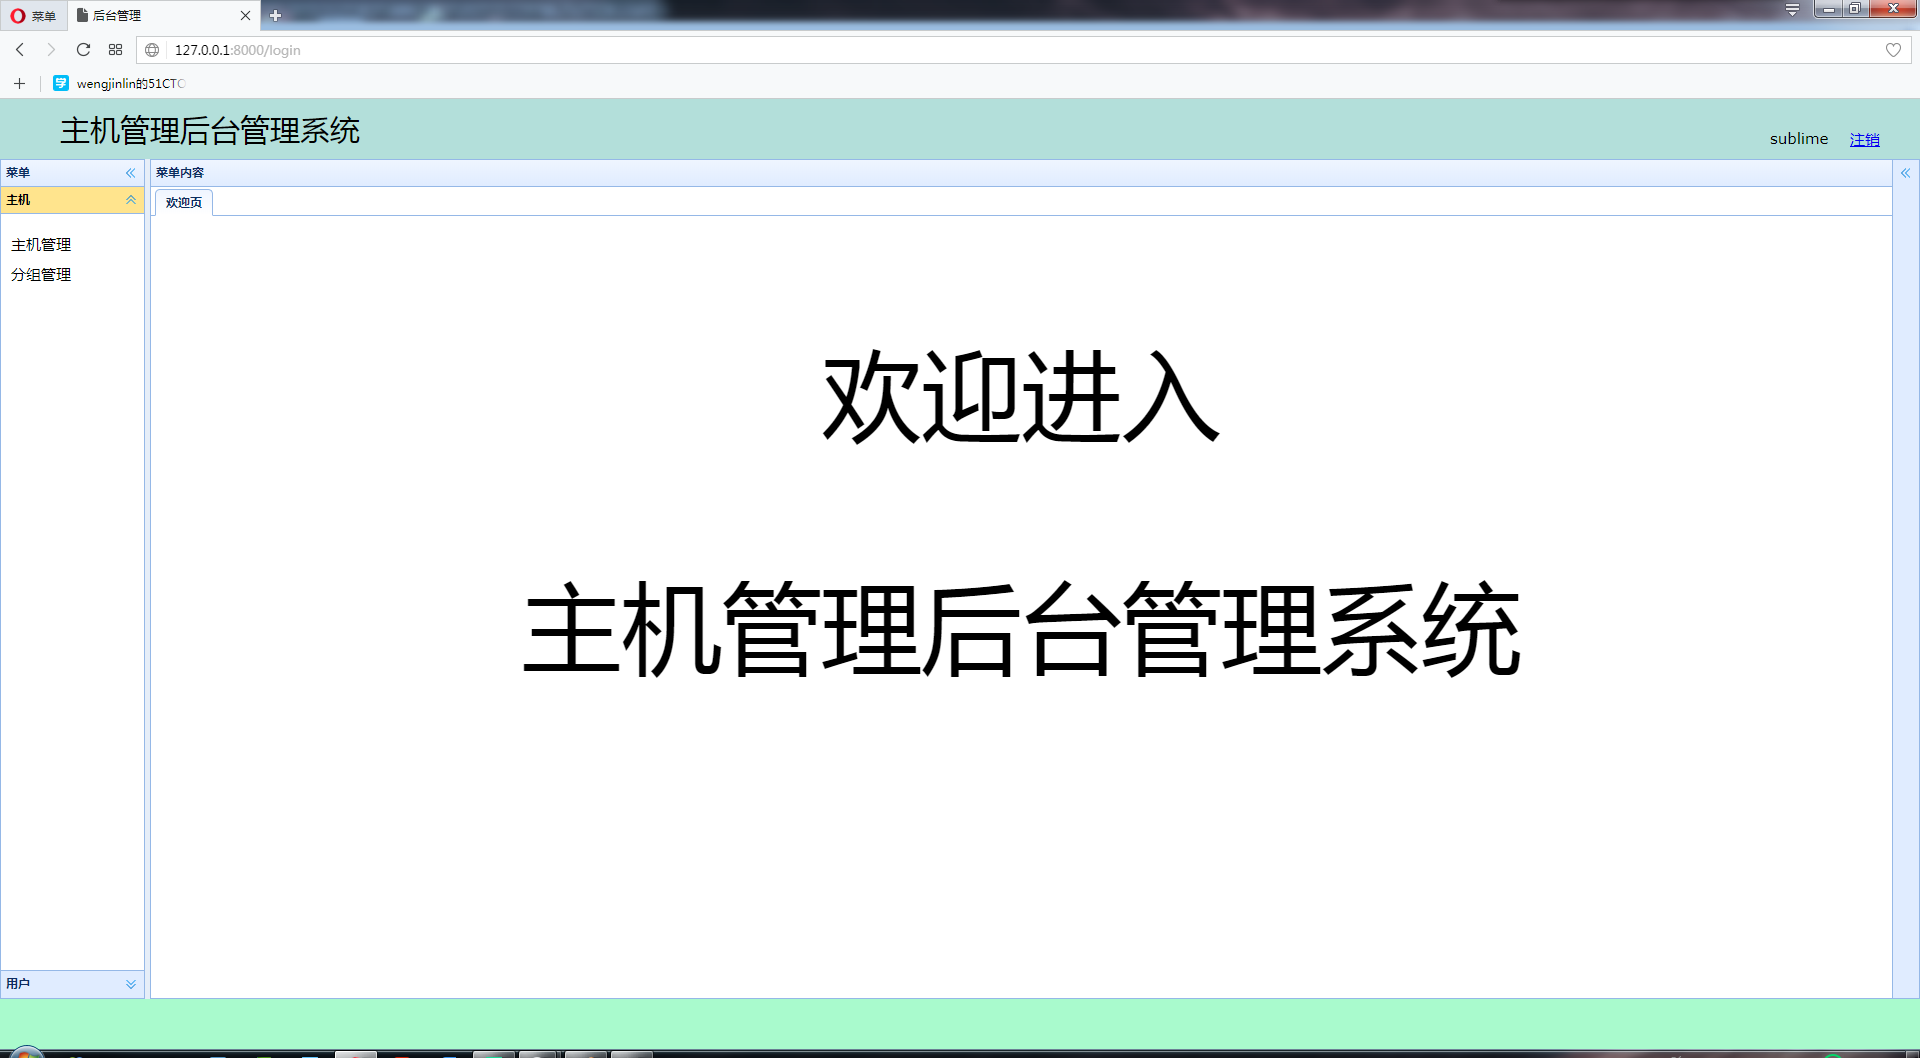 菜单
后台管理
127.0.0.1:8000/login
wengjinlin的51CTO
主机管理后台管理系统
sublime 注销
菜单
菜单内容
主机
欢迎页
主机管理
分组管理
欢迎进入
主机管理后台管理系统
用户